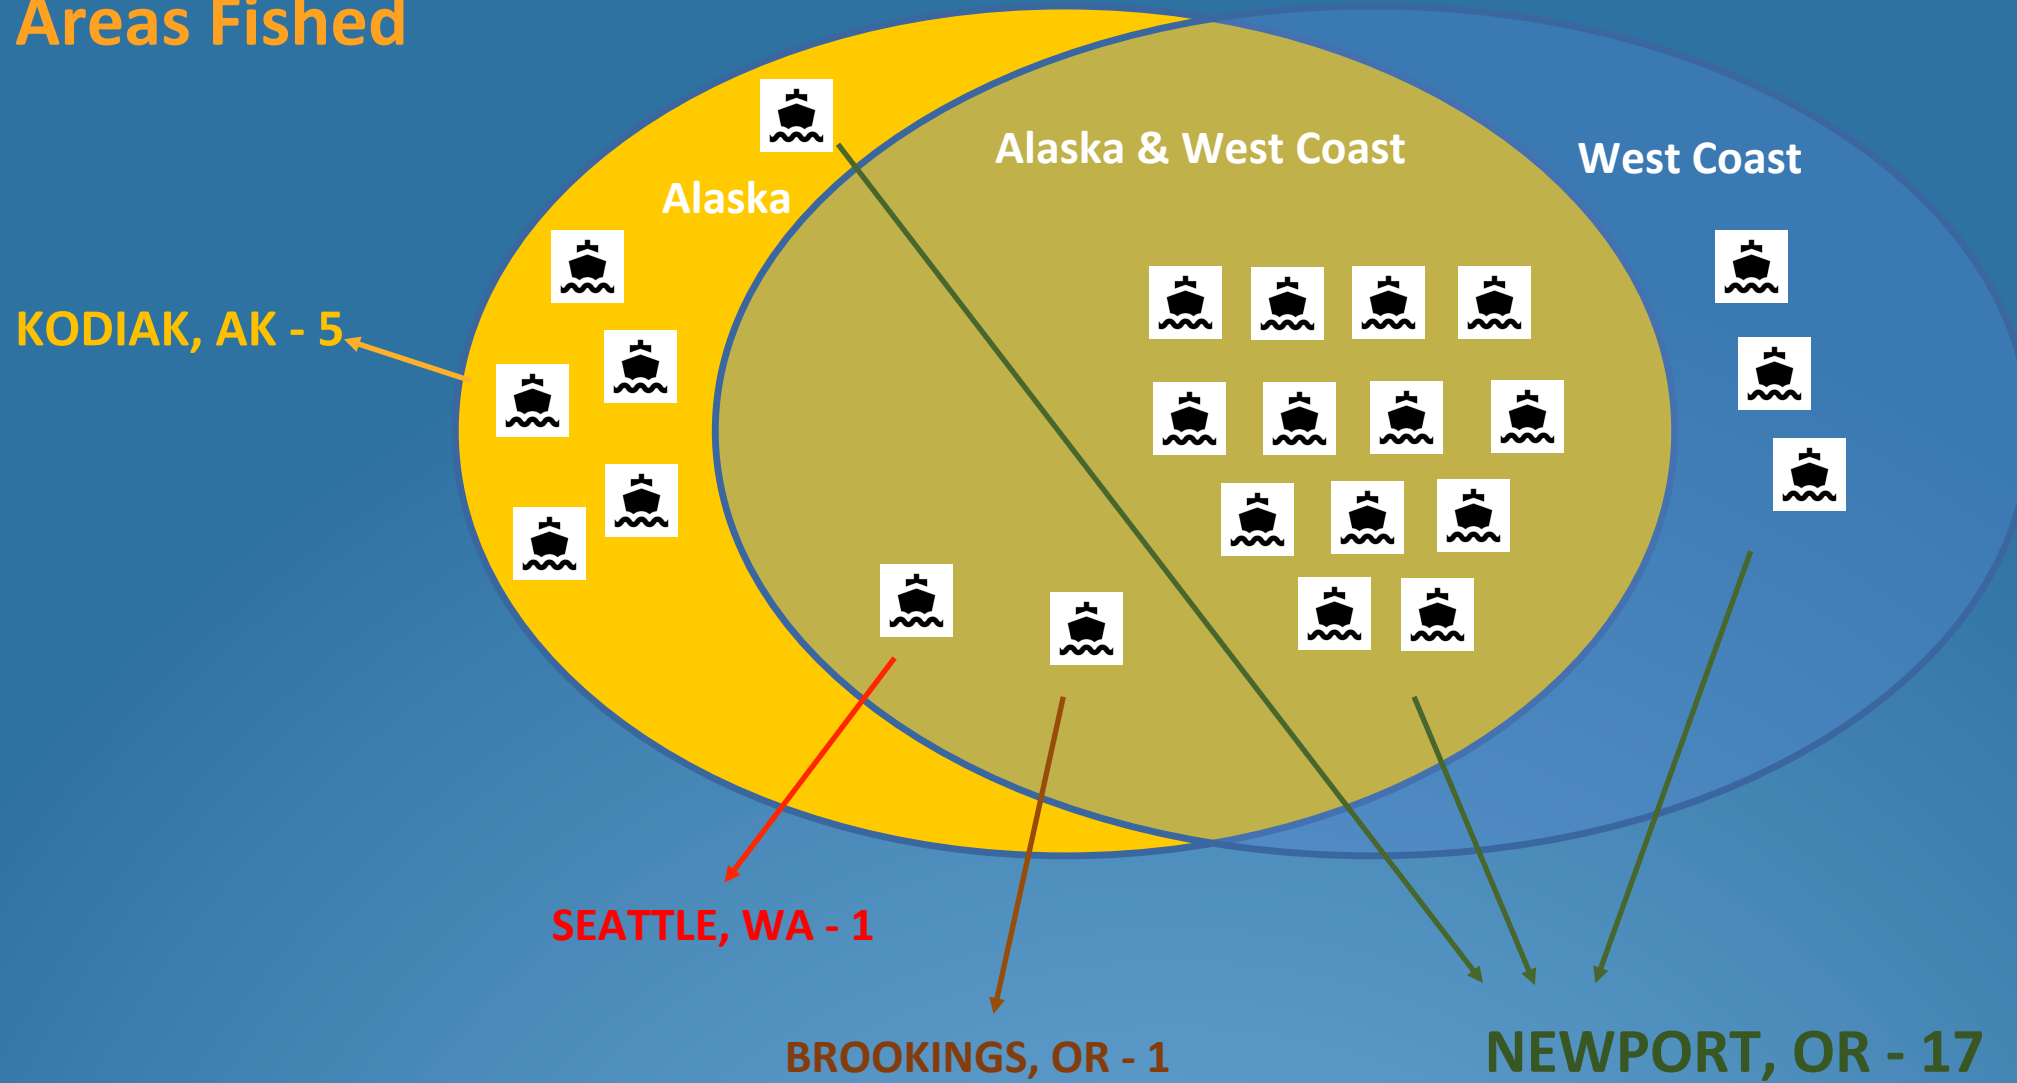 Areas Fished
Alaska & West Coast
West Coast
Alaska
KODIAK, AK - 5
SEATTLE, WA - 1
BROOKINGS, OR - 1
NEWPORT, OR - 17